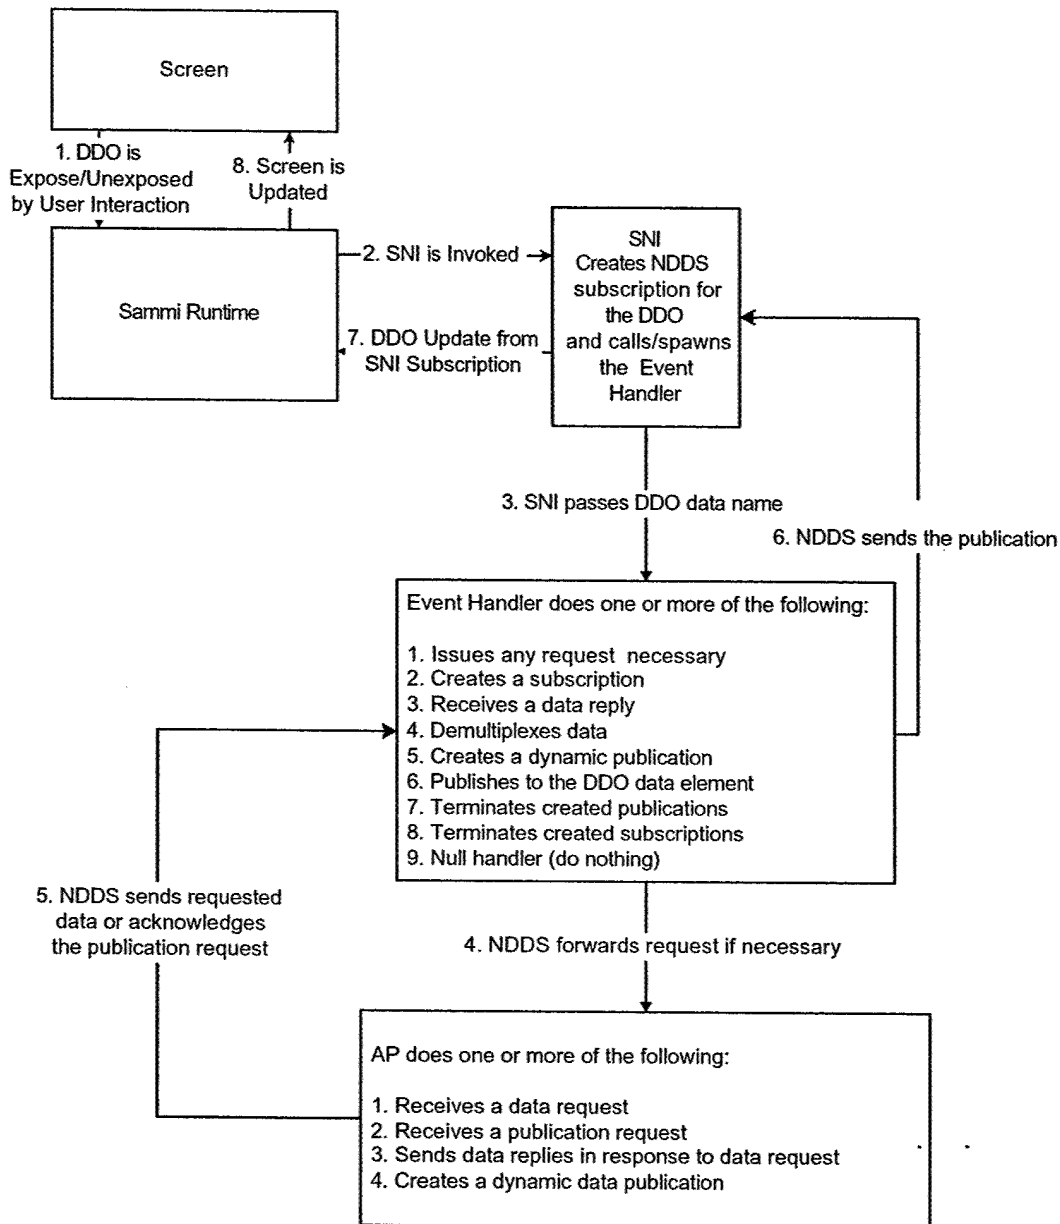 Screen
1. DDO is
Expose/Unexposed
by User Interaction
8. Screen is
Updated
Sammi Runtime
2. SNI is Invoked
7. DDO Update from
SNI Subscription
SNI
Creates NDDS
subscription for
the DDO
and calls/spawns
the Event
Handler
3. SNI passes DDO data name
6. NDDS sends the publication
Event Handler does one or more of the following:
1. Issues any request necessary
2. Creates a subscription
3. Receives a data reply
4. Demultiplexes data
5. Creates a dynamic publication
6. Publishes to the DDO data element
7. Terminates created publications
8. Terminates created subscriptions
9. Null handler (do nothing)
5. NDDS sends requested
data or acknowledges
the publication request
4. NDDS forwards request if necessary
AP does one or more of the following:
1. Receives a data request
2. Receives a publication request
3. Sends data replies in response to data request
4. Creates a dynamic data publication